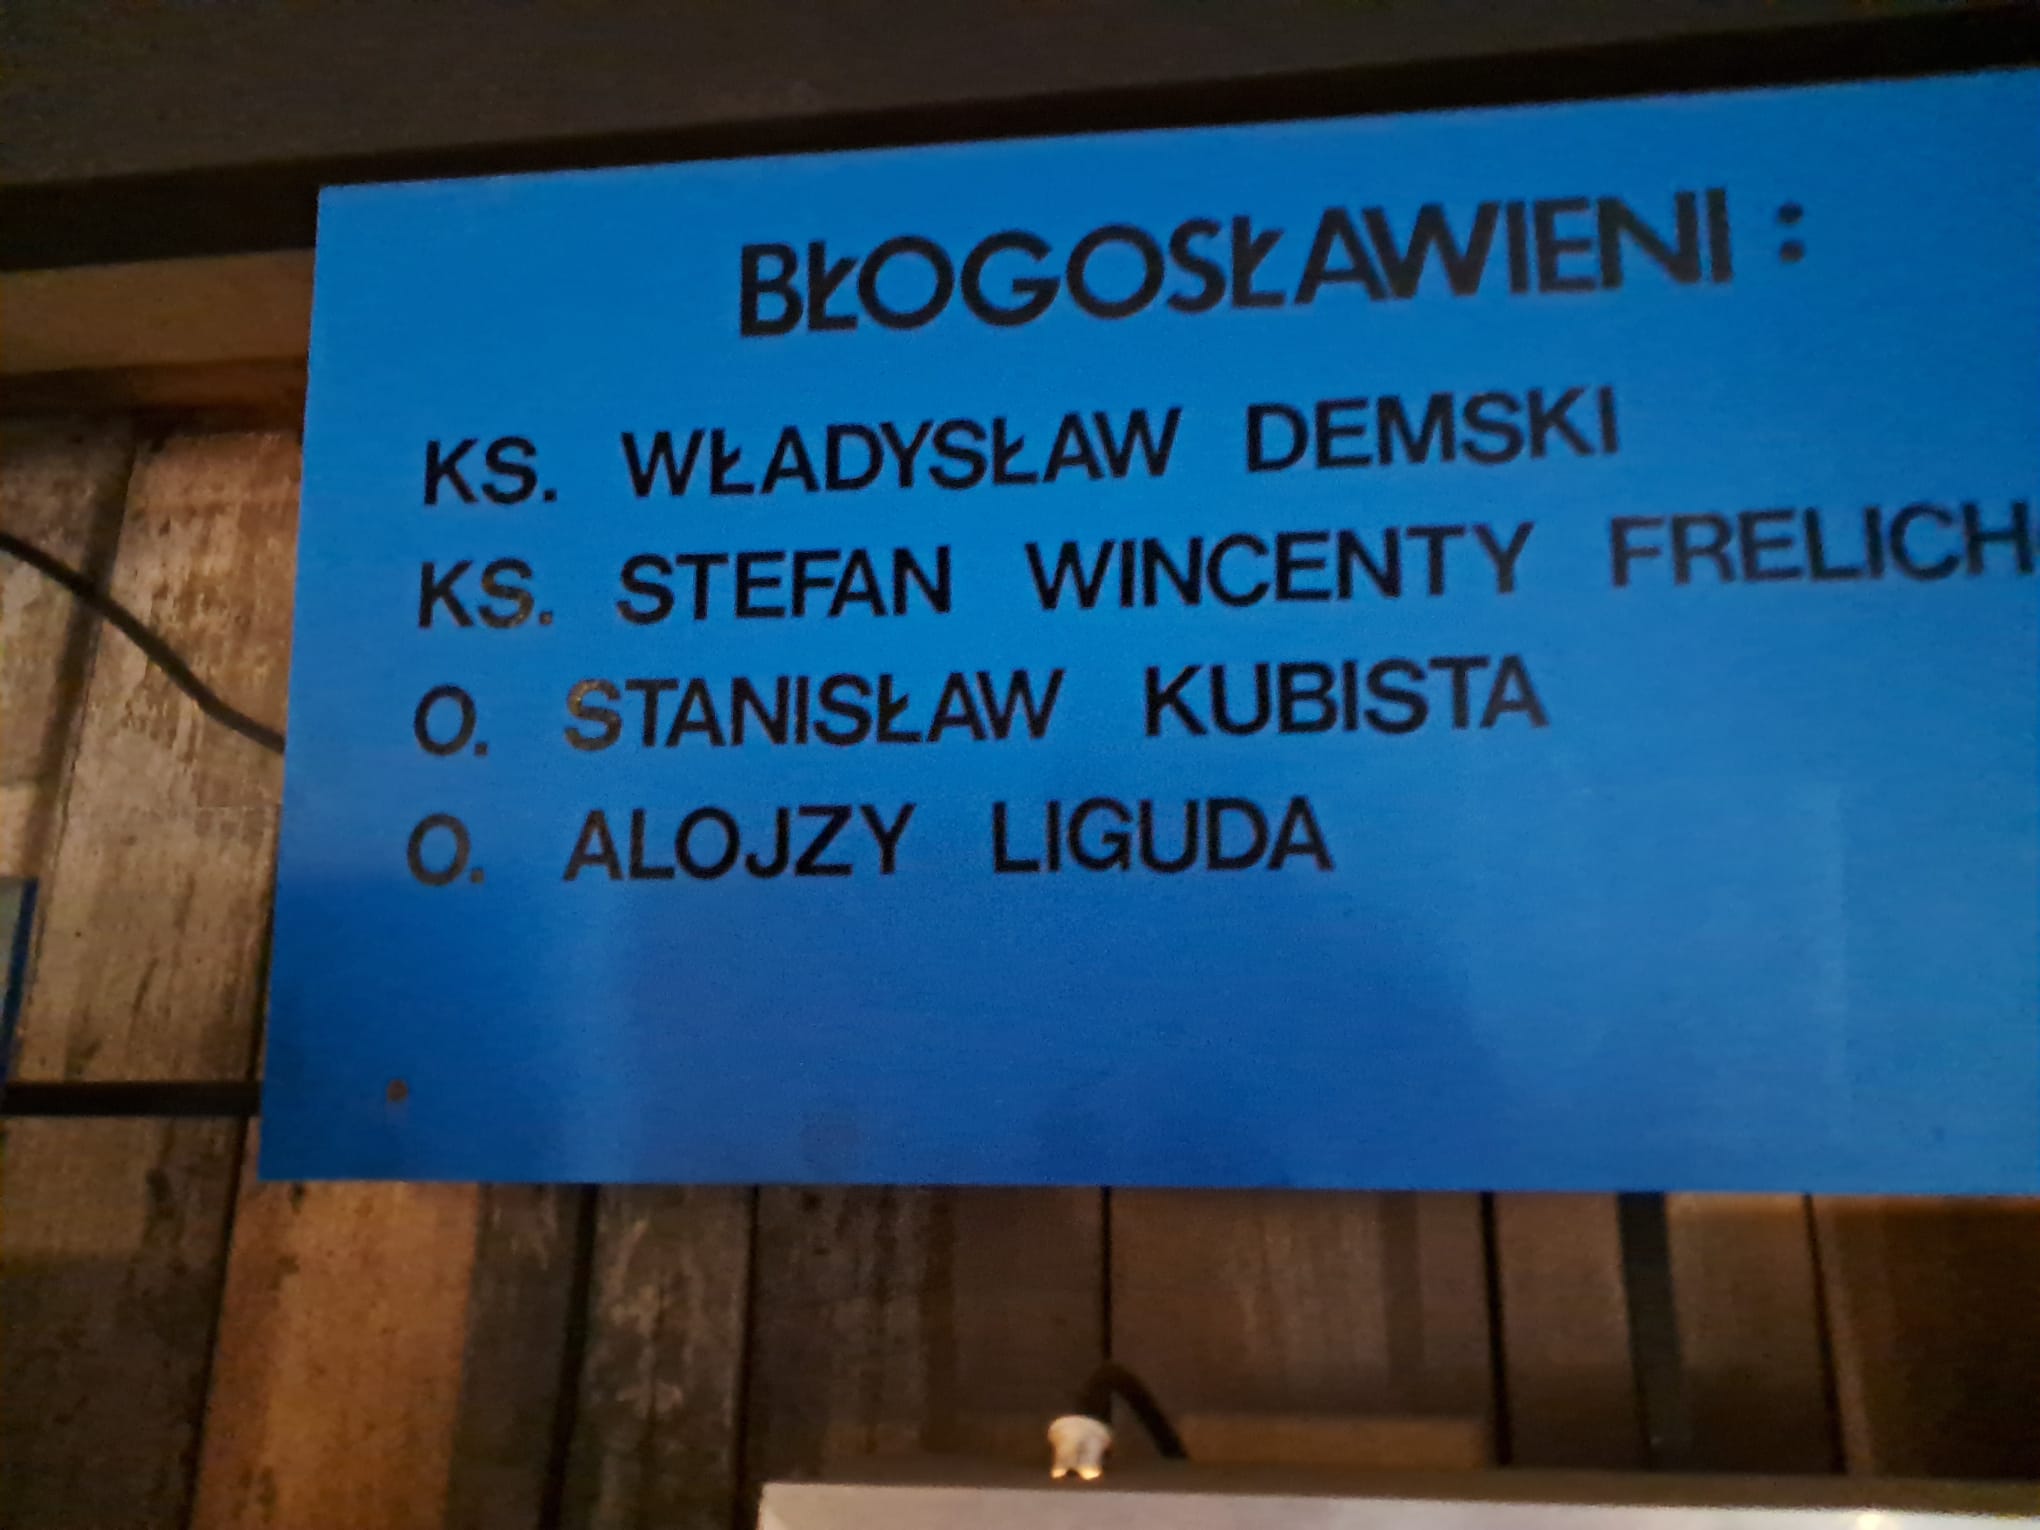 BŁOGOSŁAWIENI :
KS. WŁADYSŁAW DEMSKI
KS. STEFAN WINCENTY FRELICH
O. STANISŁAW KUBISTA
O. ALOJZY LIGUDA